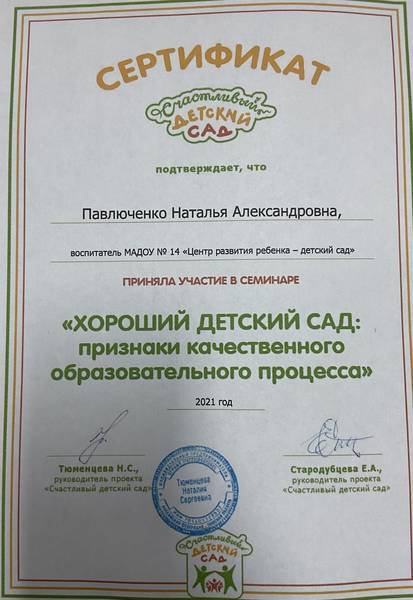 СЕРТИФИКАТ
Счастливый
ДЕТСКИЙ
САД
подтверждает, что
Павлюченко Наталья Александровна,
воспитатель МАДОУ № 14 «Центр развития ребенка – детский сад»
ПРИНЯЛА УЧАСТИЕ В СЕМИНАРЕ
«ХОРОШИЙ ДЕТСКИЙ САД:
признаки качественного
образовательного процесса»
2021 год
Тюменцева Н.С.,
руководитель проекта
«Счастливый детский сад»
Стародубцева Е.А.,
руководитель проекта
«Счастливый детский сад»
Тюменцева
Наталия
Сергеевна
Счастливый
ДЕТСКИЙ
САД